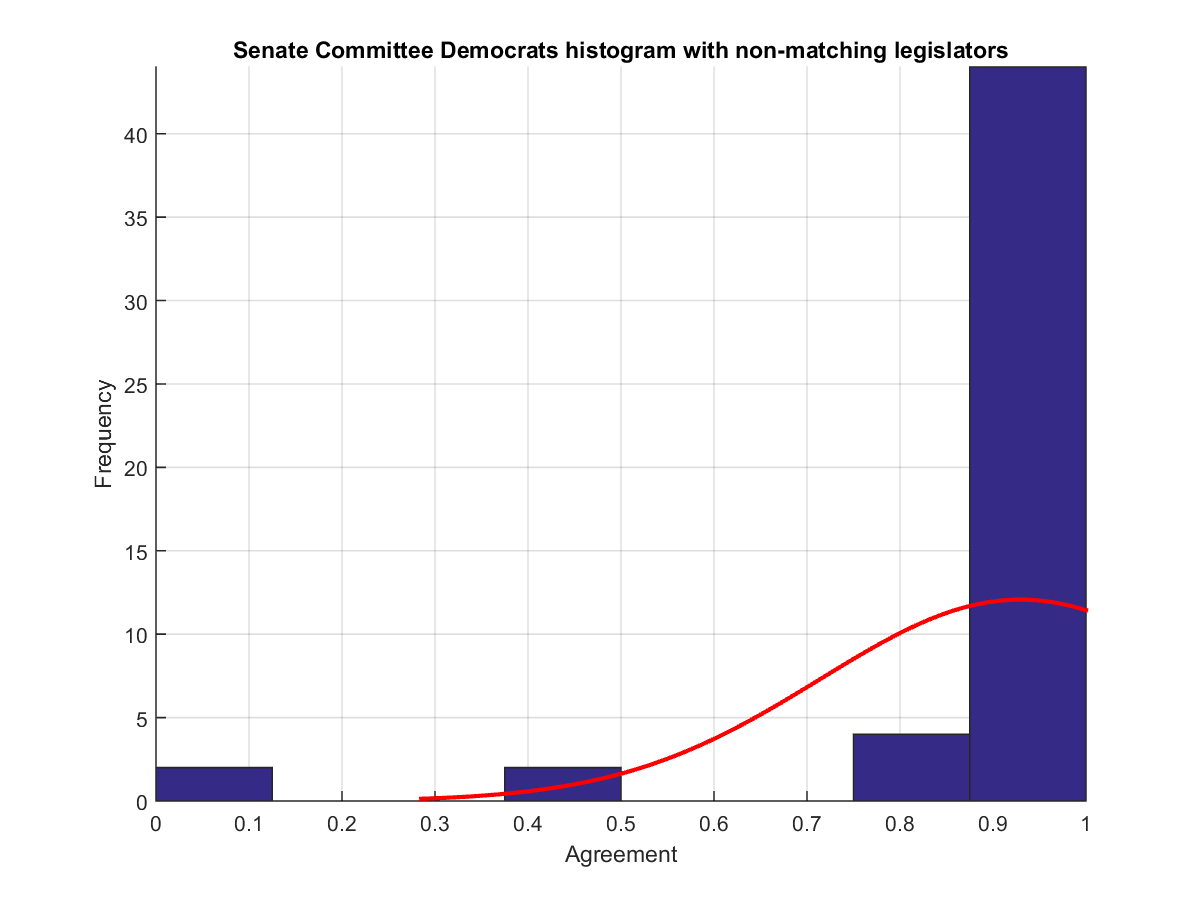 Senate Committee Democrats histogram with non-matching legislators
40
35
30
25
20
15
10
5
0
Frequency
0 0.1 0.2 0.3 0.4 0.5 0.6 0.7 0.8 0.9 1
Agreement